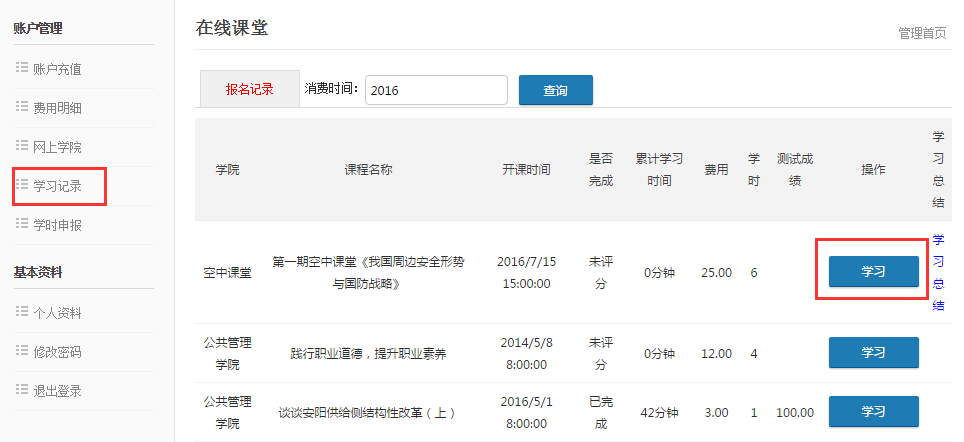 账户管理
账户充值
费用明细
网上学院
学习记录
学时申报
基本资料
个人资料
修改密码
退出登录
在线课堂
管理首页
报名记录 消费时间： 2016 查询
学院 课程名称 开课时间 是否
完成 累计学习
时间 费用 学
时 测试成
绩 操作 学
习
总
结
空中课堂 第一期空中课堂《我国周边安全形势
与国防战略》 2016/7/15
15:00:00 未评
分 0分钟 25.00 6 学习 学
习
总
结
公共管理
学院 践行职业道德，提升职业素养 2014/5/8
8:00:00 未评
分 0分钟 12.00 4 学习
公共管理
学院 谈谈安阳供给侧结构性改革（上） 2016/5/1
8:00:00 已完
成 42分钟 3.00 1 100.00 学习